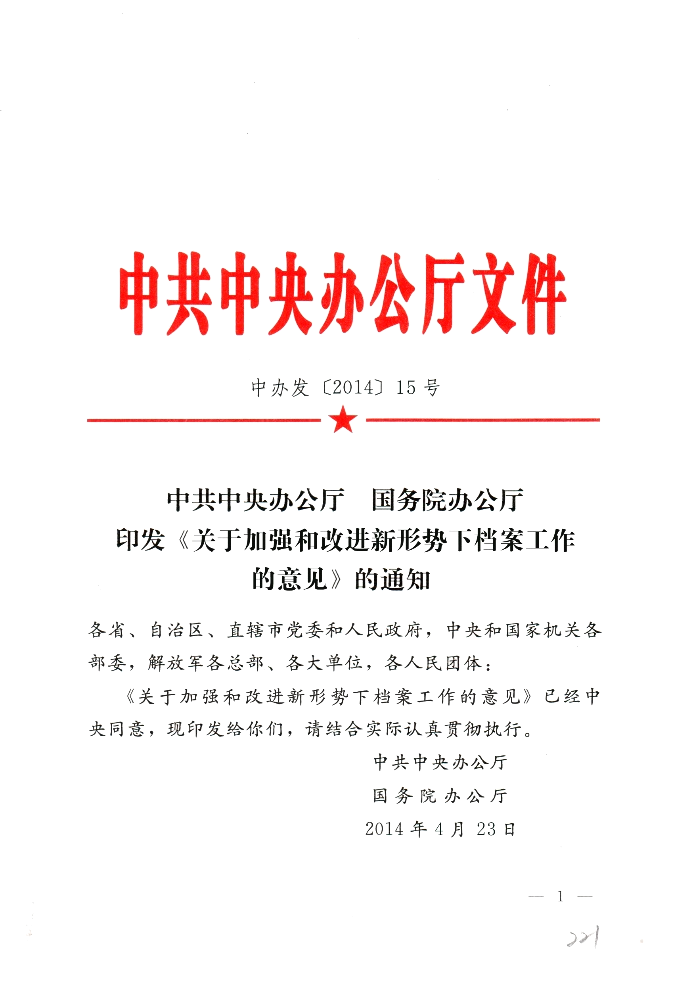 中共中央办公厅文件
中办发〔2014〕15号
中共中央办公厅 国务院办公厅
印发《关于加强和改进新形势下档案工作
的意见》的通知
各省、自治区、直辖市党委和人民政府，中央和国家机关各
部委，解放军各总部、各大单位，各人民团体：
《关于加强和改进新形势下档案工作的意见》已经中
央同意，现印发给你们，请结合实际认真贯彻执行。
中共中央办公厅
国务院办公厅
2014年4月23日
— 1 —
221